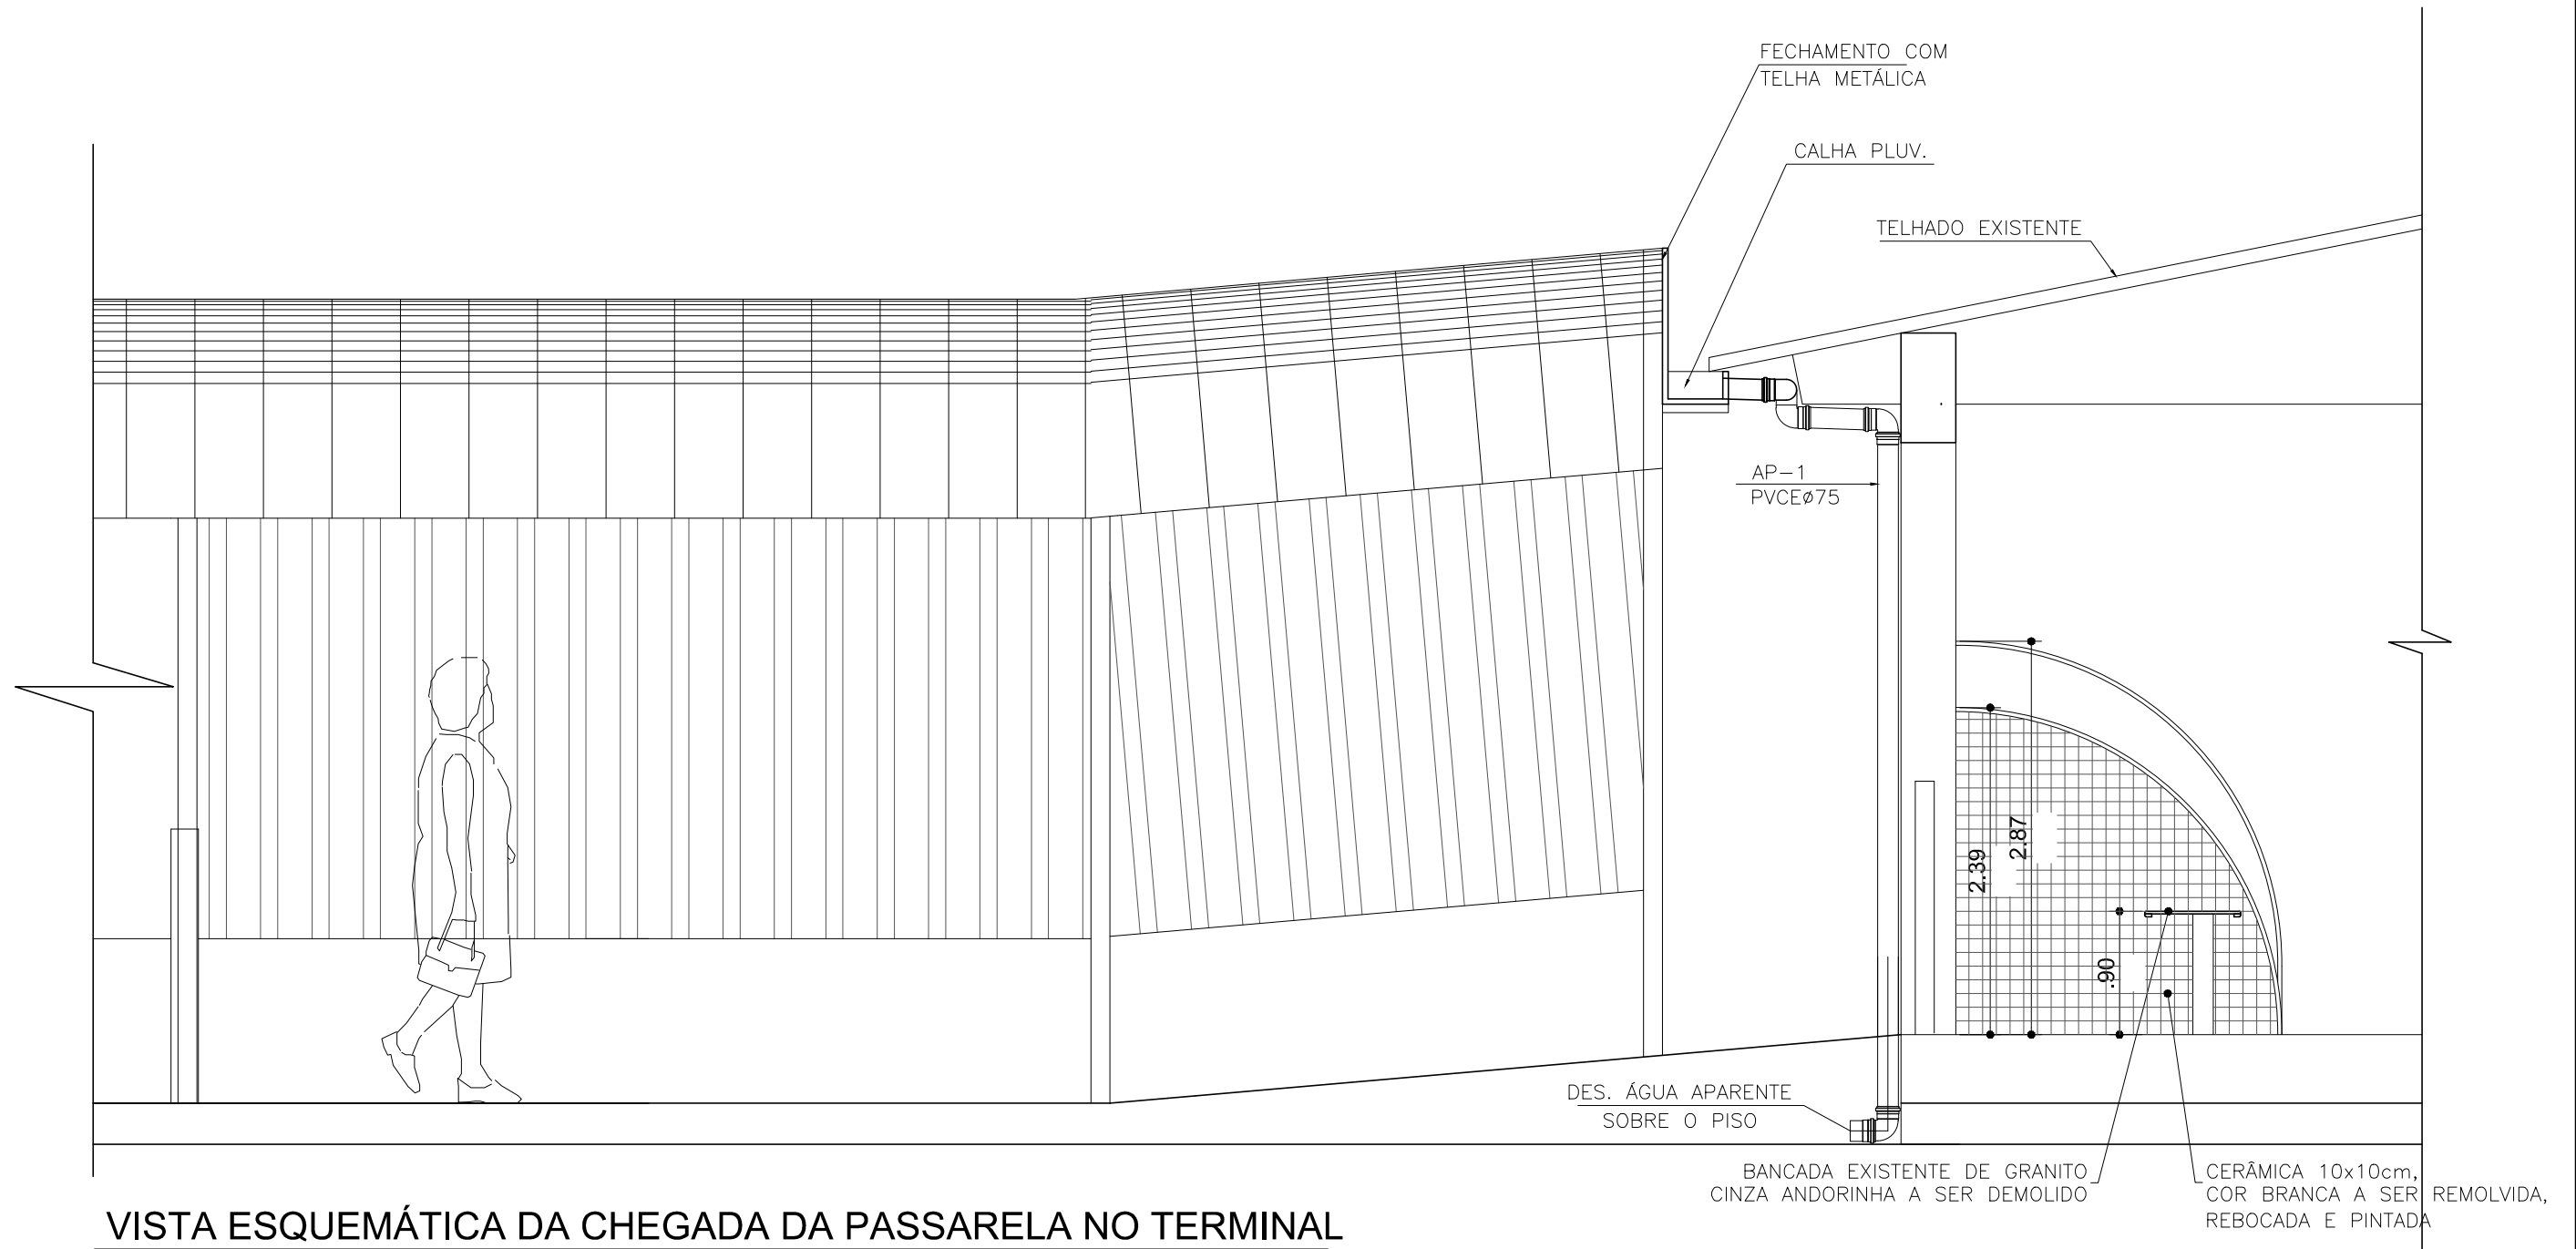 FECHAMENTO COM
TELHA METÁLICA
CALHA PLUV.
TELHADO EXISTENTE
AP-1
PVCEø75
2.87
2.39
.90
DES. ÁGUA APARENTE
SOBRE O PISO
BANCADA EXISTENTE DE GRANITO
CINZA ANDORINHA A SER DEMOLIDO
CERÂMICA 10x10cm,
COR BRANCA A SER REMOLVIDA,
REBOCADA E PINTADA
VISTA ESQUEMÁTICA DA CHEGADA DA PASSARELA NO TERMINAL